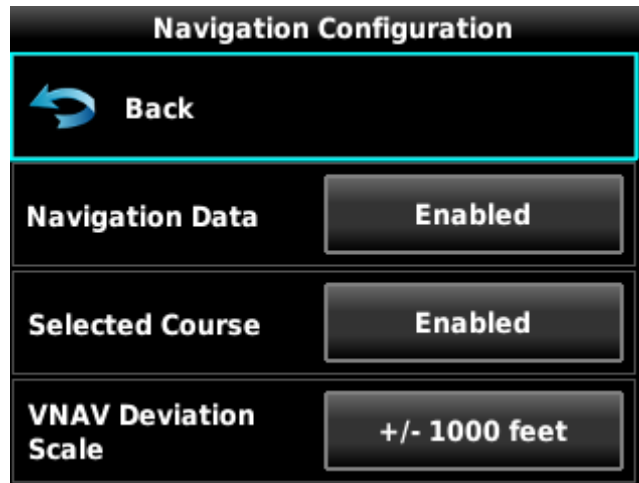 Navigation Configuration
Back
Navigation Data
Enabled
Selected Course
Enabled
VNAV Deviation
Scale
+/- 1000 feet